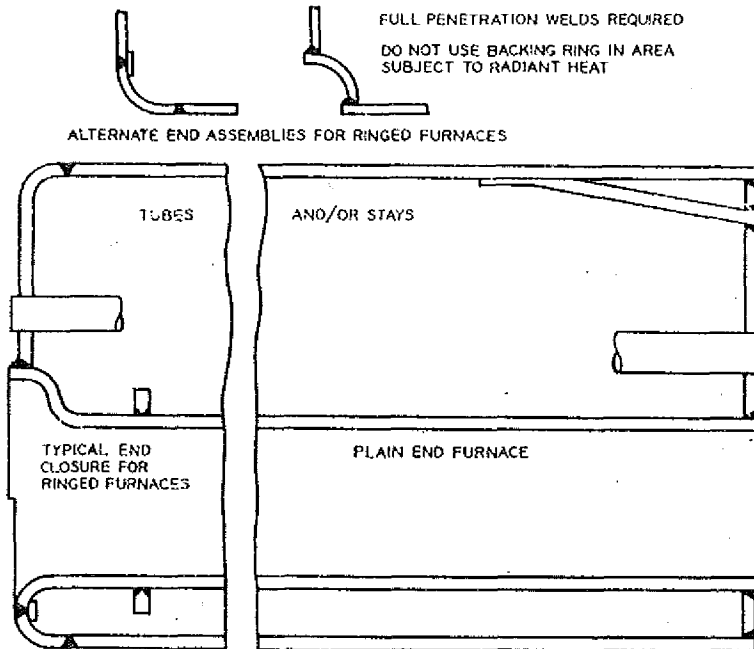 FULL PENETRATION WELDS REQUIRED
DO NOT USE BACKING RING IN AREA
SUBJECT TO RADIANT HEAT
ALTERNATE END ASSEMBLIES FOR RINGED FURNACES
TUBES
AND/OR STAYS
TYPICAL END
CLOSURE FOR
RINGED FURNACES
PLAIN END FURNACE